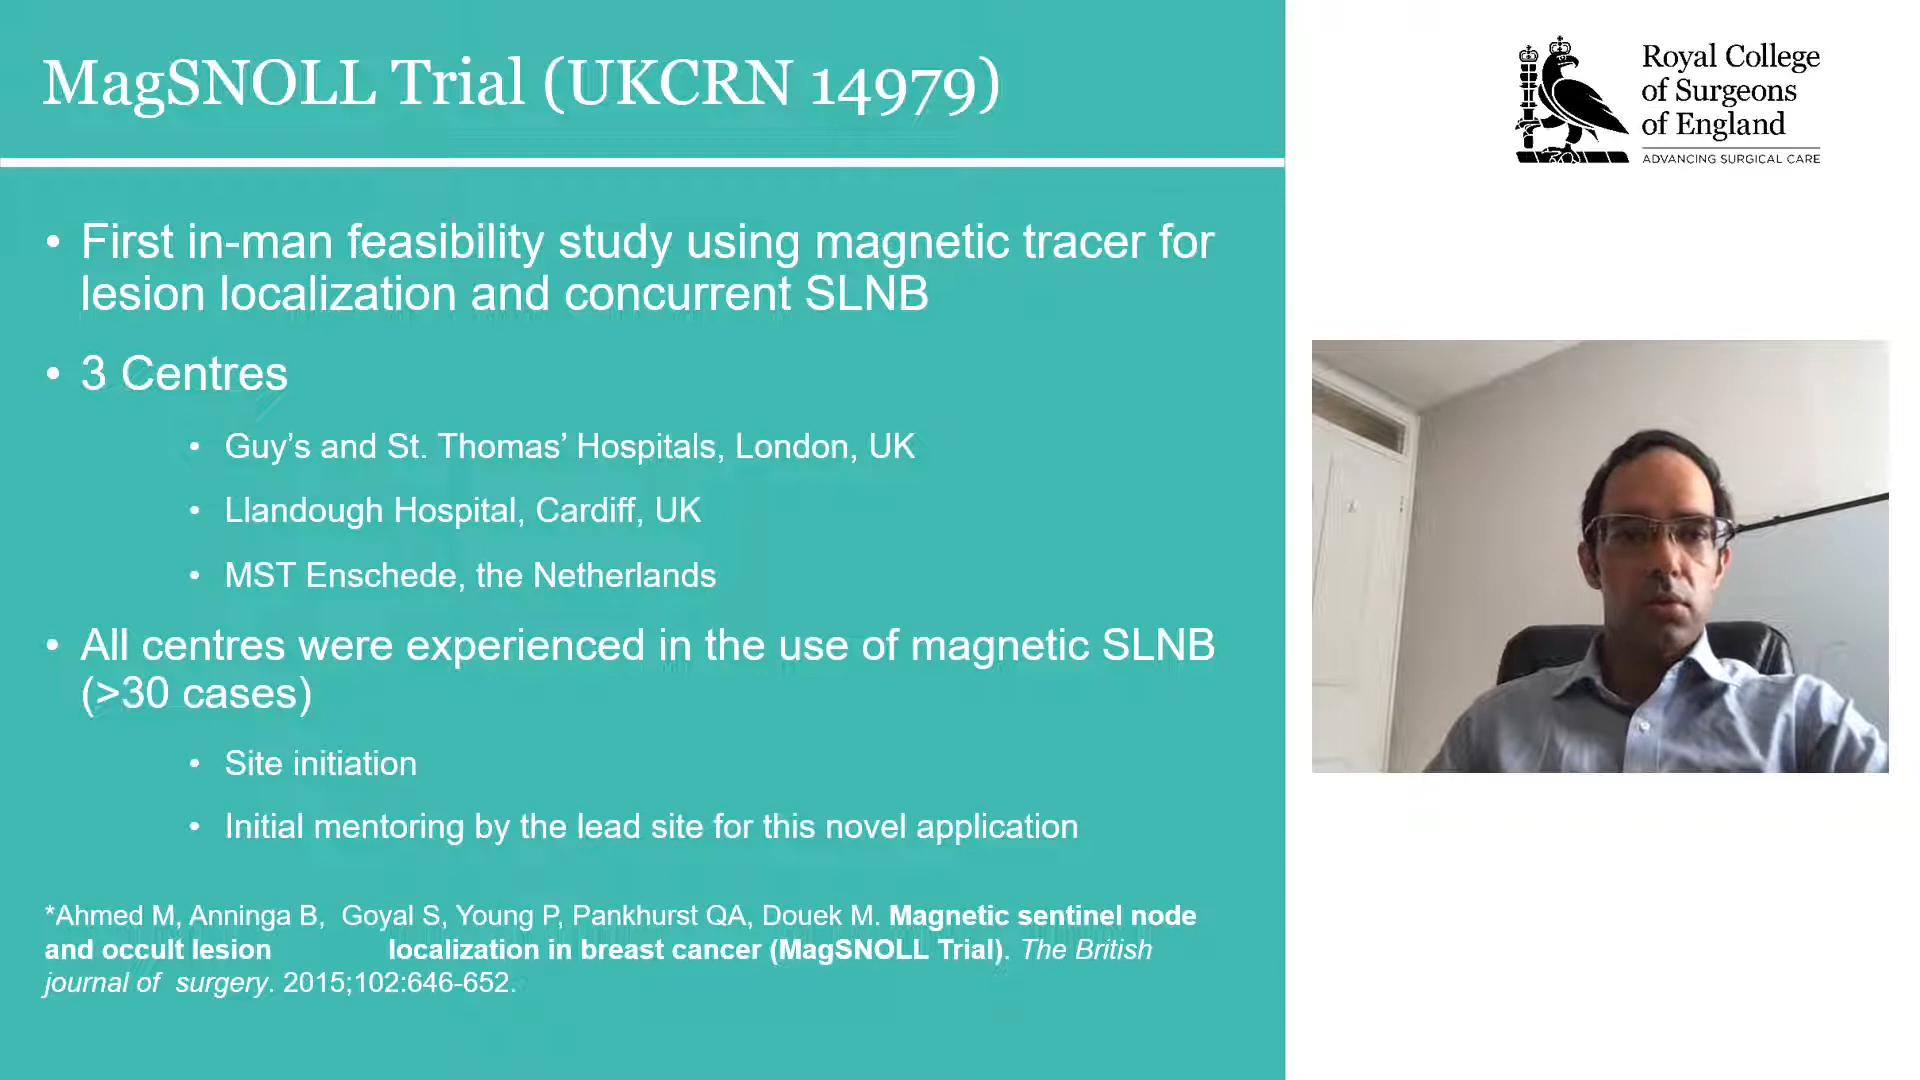 MagSNOLL Trial (UKCRN 14979)
Royal College
of Surgeons
of England
ADVANCING SURGICAL CARE
• First in-man feasibility study using magnetic tracer for
lesion localization and concurrent SLNB
• 3 Centres
• Guy’s and St. Thomas’ Hospitals, London, UK
• Llandough Hospital, Cardiff, UK
• MST Enschede, the Netherlands
• All centres were experienced in the use of magnetic SLNB
(>30 cases)
• Site initiation
• Initial mentoring by the lead site for this novel application
*Ahmed M, Anninga B, Goyal S, Young P, Pankhurst QA, Douek M. Magnetic sentinel node
and occult lesion localization in breast cancer (MagSNOLL Trial). The British
journal of surgery. 2015;102:646-652.